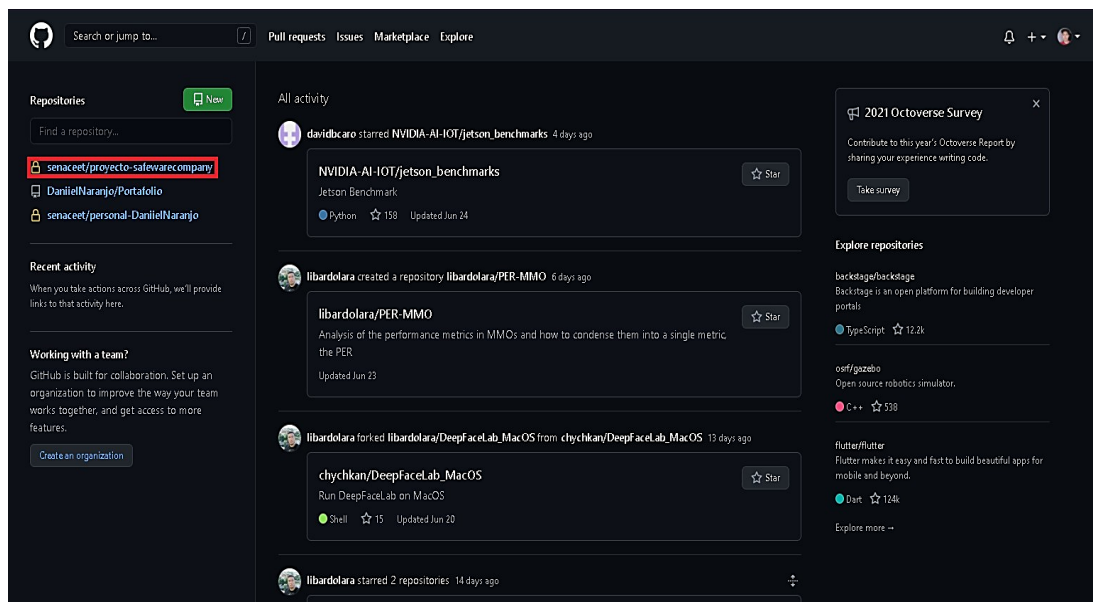 Search or jump to... /
Pull requests Issues Marketplace Explore
Repositories
New
Find a repository...
senaceet/proyecto-safewarecompany
DaniielNaranjo/Portafolio
senaceet/personal-DaniielNaranjo
Recent activity
When you take actions across GitHub, we'll provide
links to that activity here.
Working with a team?
GitHub is built for collaboration. Set up an
organization to improve the way your team
works together, and get access to more
features.
Create an organization
All activity
davidbcaro starred NVIDIA-AI-IOT/jetson_benchmarks 4 days ago
NVIDIA-AI-IOT/jetson_benchmarks
Star
Jetson Benchmark
Python 158 Updated Jun 24
libardolara created a repository libardolara/PER-MMO 6 days ago
libardolara/PER-MMO
Star
Analysis of the performance metrics in MMOs and how to condense them into a single metric,
the PER
Updated Jun 23
libardolara forked libardolara/DeepFaceLab_MacOS from chychkan/DeepFaceLab_MacOS 13 days ago
chychkan/DeepFaceLab_MacOS
Star
Run DeepFaceLab on MacOS
Shell 15 Updated Jun 20
libardolara starred 2 repositories 14 days ago
2021 Octoverse Survey
Contribute to this year's Octoverse Report by
sharing your experience writing code.
Take survey
Explore repositories
backstage/backstage
Backstage is an open platform for building developer
portals
TypeScript 12.2k
osrf/gazebo
Open source robotics simulator.
C++ 538
flutter/flutter
Flutter makes it easy and fast to build beautiful apps for
mobile and beyond.
Dart 124k
Explore more →